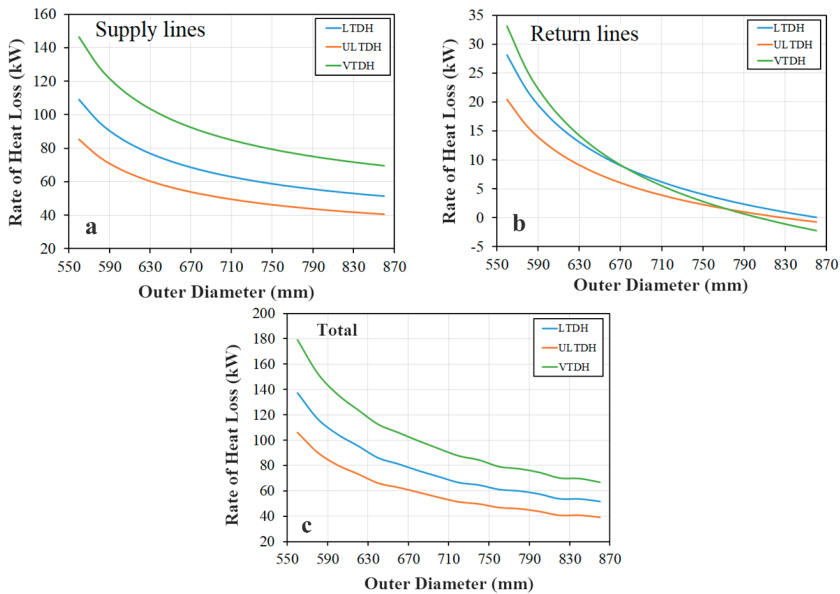 Supply lines
LTDH
ULTDH
VTDH
160
140
120
100
80
60
40
20
550 590 630 670 710 750 790 830 870
Rate of Heat Loss (kW)
Outer Diameter (mm)
a
Return lines
LTDH
ULTDH
VTDH
35
30
25
20
15
10
5
0
-5
550 590 630 670 710 750 790 830 870
Rate of Heat Loss (kW)
Outer Diameter (mm)
b
Total
LTDH
ULTDH
VTDH
200
180
160
140
120
100
80
60
40
20
550 590 630 670 710 750 790 830 870
Rate of Heat Loss (kW)
Outer Diameter (mm)
c